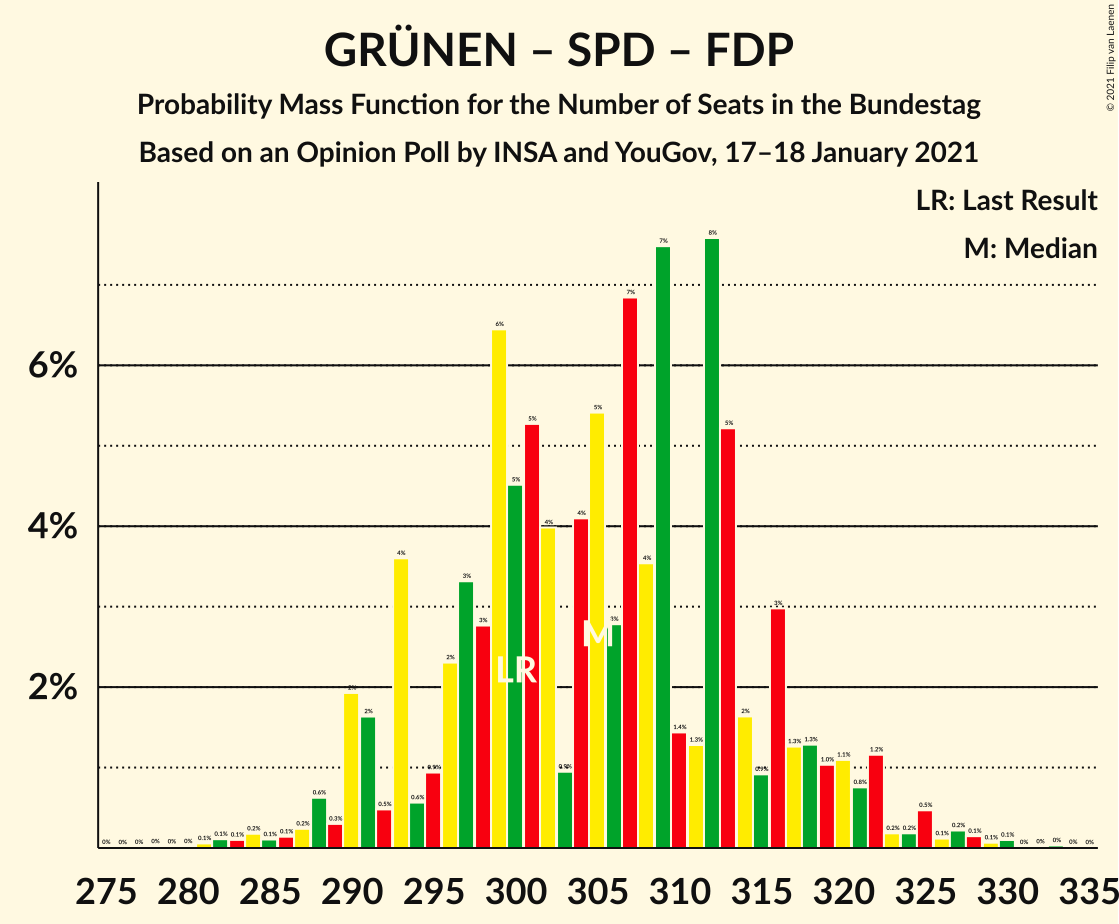 GRÜNEN – SPD – FDP
Probability Mass Function for the Number of Seats in the Bundestag
Based on an Opinion Poll by INSA and YouGov, 17–18 January 2021
© 2021 Filip van Laenen
LR: Last Result
M: Median
6%
4%
2%
0% 0% 0% 0% 0% 0% 0.1% 0.1% 0.1% 0.2% 0.1% 0.1% 0.2% 0.6% 0.3% 2% 2% 0.5% 4% 0.6% 0.9% 2% 3% 3% 6% 5% 5% 4% 0.9% 4% 5% 3% 7% 4% 7% 1.4% 1.3% 8% 5% 2% 0.9% 3% 1.3% 1.3% 1.0% 1.1% 0.8% 1.2% 0.2% 0.2% 0.5% 0.1% 0.2% 0.1% 0.1% 0.1% 0% 0% 0% 0% 0%
LR
M
275 280 285 290 295 300 305 310 315 320 325 330 335